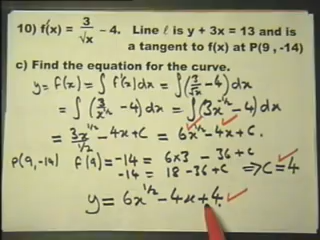 10) f'(x) = 3/√x − 4. Line ℓ is y + 3x = 13 and is
a tangent to f(x) at P(9, -14)
c) Find the equation for the curve.
y = f(x) = ∫ f'(x) dx = ∫ (3/√x − 4) dx
= ∫ (3/x^½ − 4) dx = ∫ (3x^-½ − 4) dx
= 3x^½/½ − 4x + c = 6x^½ − 4x + c.
P(9, -14) f(9) = -14 = 6×3 − 36 + c
-14 = 18 − 36 + c ⇒ c = 4
y = 6x^½ − 4x + 4.